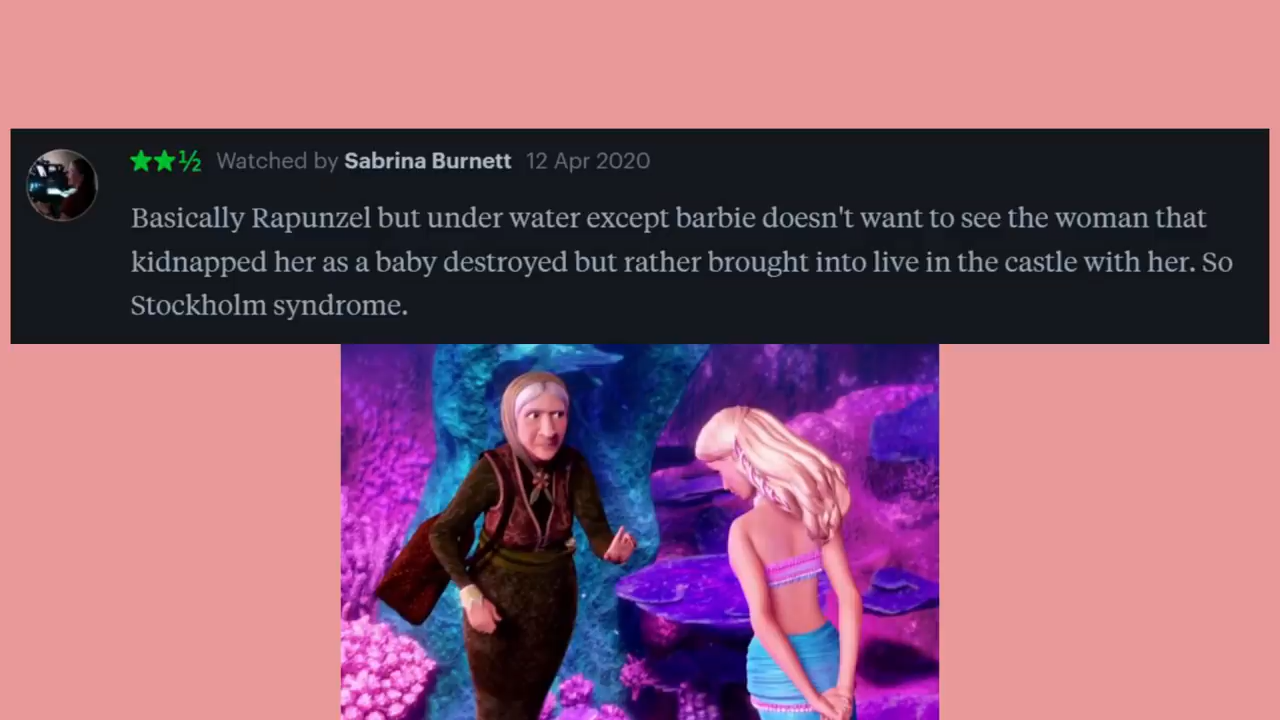 ★★½ Watched by Sabrina Burnett 12 Apr 2020
Basically Rapunzel but under water except barbie doesn't want to see the woman that
kidnapped her as a baby destroyed but rather brought into live in the castle with her. So
Stockholm syndrome.